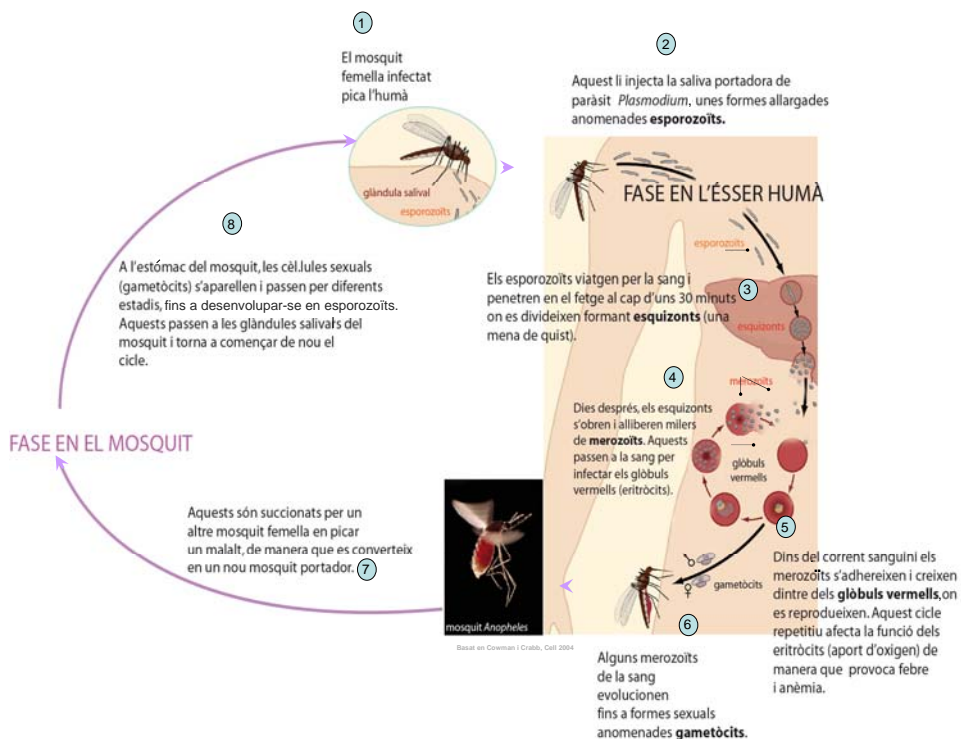 1
El mosquit
femella infectat
pica l'humà
2
Aquest li injecta la saliva portadora de
paràsit Plasmodium, unes formes allargades
anomenades esporozoïts.
glàndula salival
esporozoïts
FASE EN L'ÉSSER HUMÀ
esporozoïts
Els esporozoïts viatgen per la sang i
penetren en el fetge al cap d'uns 30 minuts
on es divideixen formant esquizonts (una
mena de quist).
3
esquizonts
4
merozoïts
Dies després, els esquizonts
s'obren i alliberen milers
de merozoïts. Aquests
passen a la sang per
infectar els glòbuls
vermells (eritròcits).
glòbuls
vermells
5
Dins del corrent sanguini els
merozoïts s'adhereixen i creixen
dintre dels glòbuls vermells, on
es reprodueixen. Aquest cicle
repetitiu afecta la funció dels
eritròcits (aport d'oxigen) de
manera que provoca febre
i anèmia.
gametòcits
6
Alguns merozoïts
de la sang
evolucionen
fins a formes sexuals
anomenades gametòcits.
mosquit Anopheles
Basat en Cowman i Crabb, Cell 2004
Aquests són succionats per un
altre mosquit femella en picar
un malalt, de manera que es converteix
en un nou mosquit portador. 7
FASE EN EL MOSQUIT
8
A l'estómac del mosquit, les cèl.lules sexuals
(gametòcits) s'aparellen i passen per diferents
estadis, fins a desenvolupar-se en esporozoïts.
Aquests passen a les glàndules salivals del
mosquit i torna a començar de nou el
cicle.